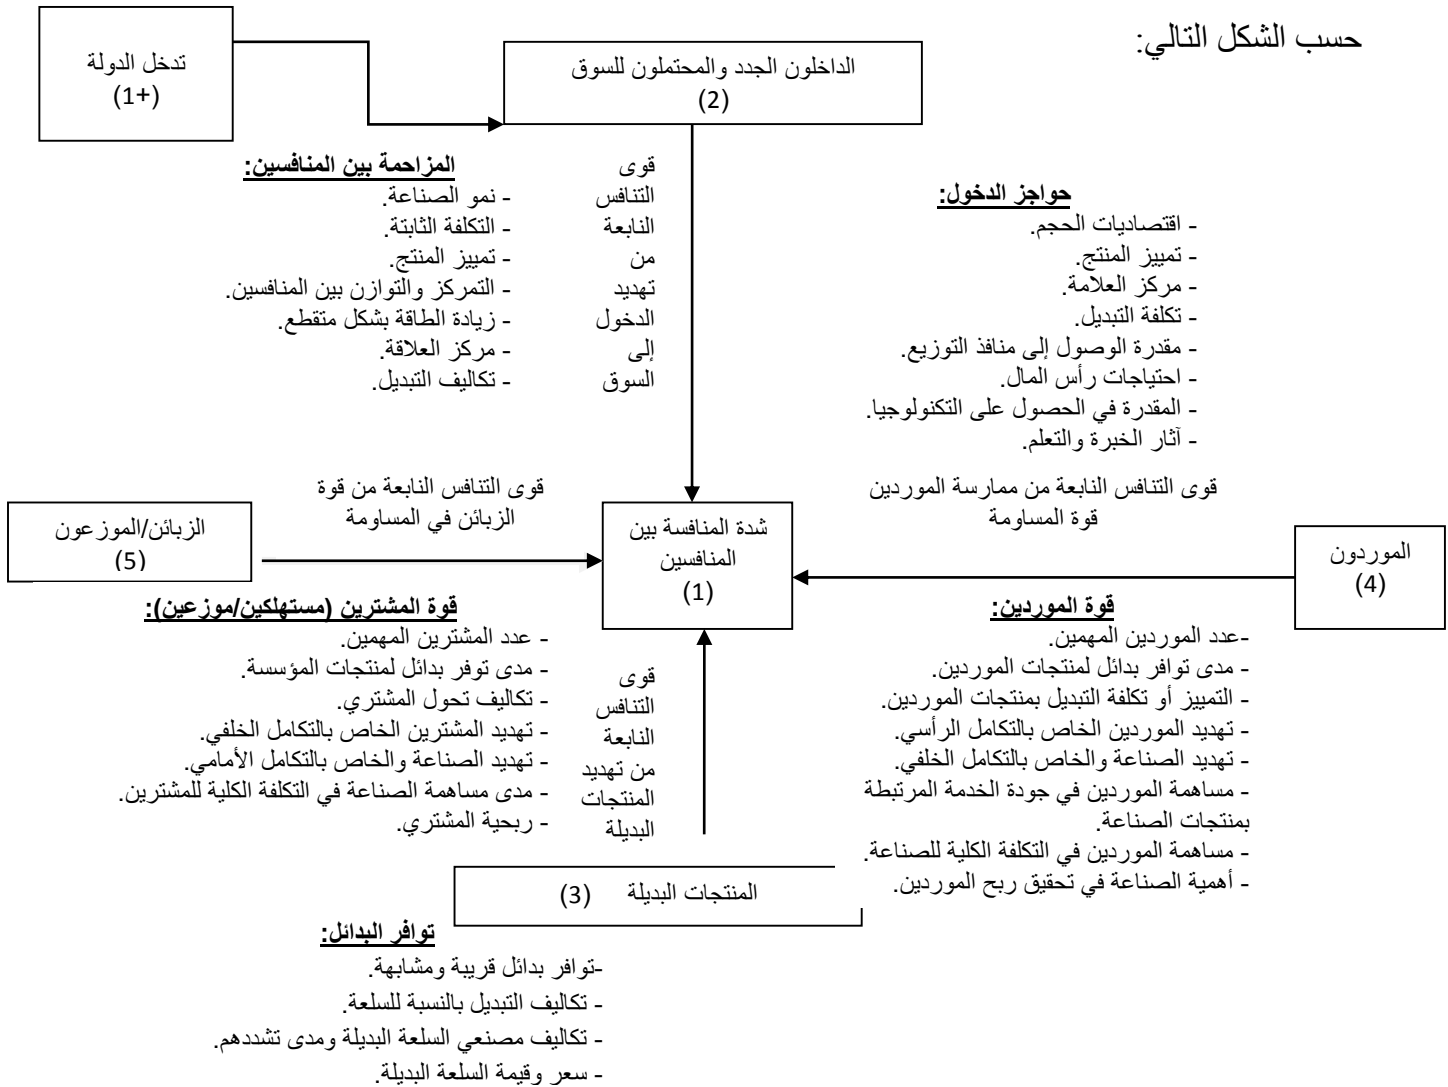 حسب الشكل التالي:
تدخل الدولة
(+1)
الداخلون الجدد والمحتملون للسوق
(2)
حواجز الدخول:
- اقتصاديات الحجم.
- تمييز المنتج.
- مركز العلامة.
- تكلفة التبديل.
- مقدرة الوصول إلى منافذ التوزيع.
- احتياجات رأس المال.
- المقدرة في الحصول على التكنولوجيا.
- آثار الخبرة والتعلم.
قوى
التنافس
النابعة
من
تهديد
الدخول
إلى
السوق
المزاحمة بين المنافسين:
- نمو الصناعة.
- التكلفة الثابتة.
- تمييز المنتج.
- التمركز والتوازن بين المنافسين.
- زيادة الطاقة بشكل متقطع.
- مركز العلاقة.
- تكاليف التبديل.
قوى التنافس النابعة من ممارسة الموردين
قوة المساومة
قوى التنافس النابعة من قوة
الزبائن في المساومة
الموردون
(4)
شدة المنافسة بين
المنافسين
(1)
الزبائن/الموزعون
(5)
قوة الموردين:
-عدد الموردين المهمين.
- مدى توافر بدائل لمنتجات الموردين.
- التمييز أو تكلفة التبديل بمنتجات الموردين.
- تهديد الموردين الخاص بالتكامل الرأسي.
- تهديد الصناعة والخاص بالتكامل الخلفي.
- مساهمة الموردين في جودة الخدمة المرتبطة
بمنتجات الصناعة.
- مساهمة الموردين في التكلفة الكلية للصناعة.
- أهمية الصناعة في تحقيق ربح الموردين.
قوى
التنافس
النابعة
من تهديد
المنتجات
البديلة
قوة المشترين (مستهلكين/موزعين):
- عدد المشترين المهمين.
- مدى توفر بدائل لمنتجات المؤسسة.
- تكاليف تحول المشتري.
- تهديد المشترين الخاص بالتكامل الخلفي.
- تهديد الصناعة والخاص بالتكامل الأمامي.
- مدى مساهمة الصناعة في التكلفة الكلية للمشترين.
- ربحية المشتري.
المنتجات البديلة (3)
توافر البدائل:
-توافر بدائل قريبة ومشابهة.
- تكاليف التبديل بالنسبة للسلعة.
- تكاليف مصنعي السلعة البديلة ومدى تشددهم.
- سعر وقيمة السلعة البديلة.